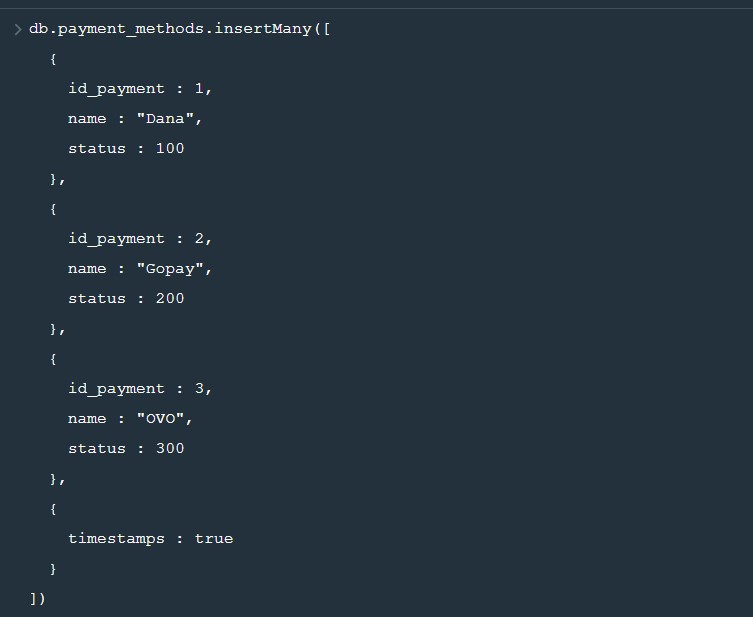 db.payment_methods.insertMany([
{
id_payment : 1,
name : "Dana",
status : 100
},
{
id_payment : 2,
name : "Gopay",
status : 200
},
{
id_payment : 3,
name : "OVO",
status : 300
},
{
timestamps : true
}
])